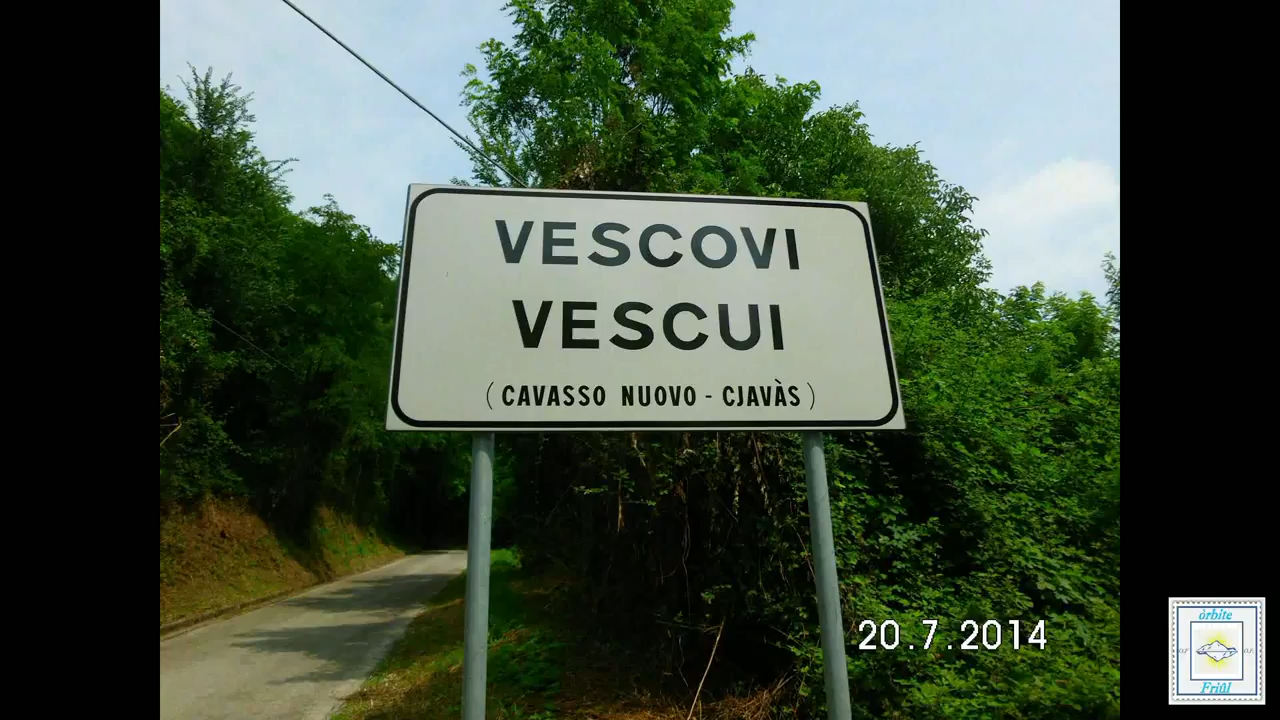 VESCOVI
VESCUI
(CAVASSO NUOVO - CJAVÀS)
20.7.2014
òrbite
Friûl